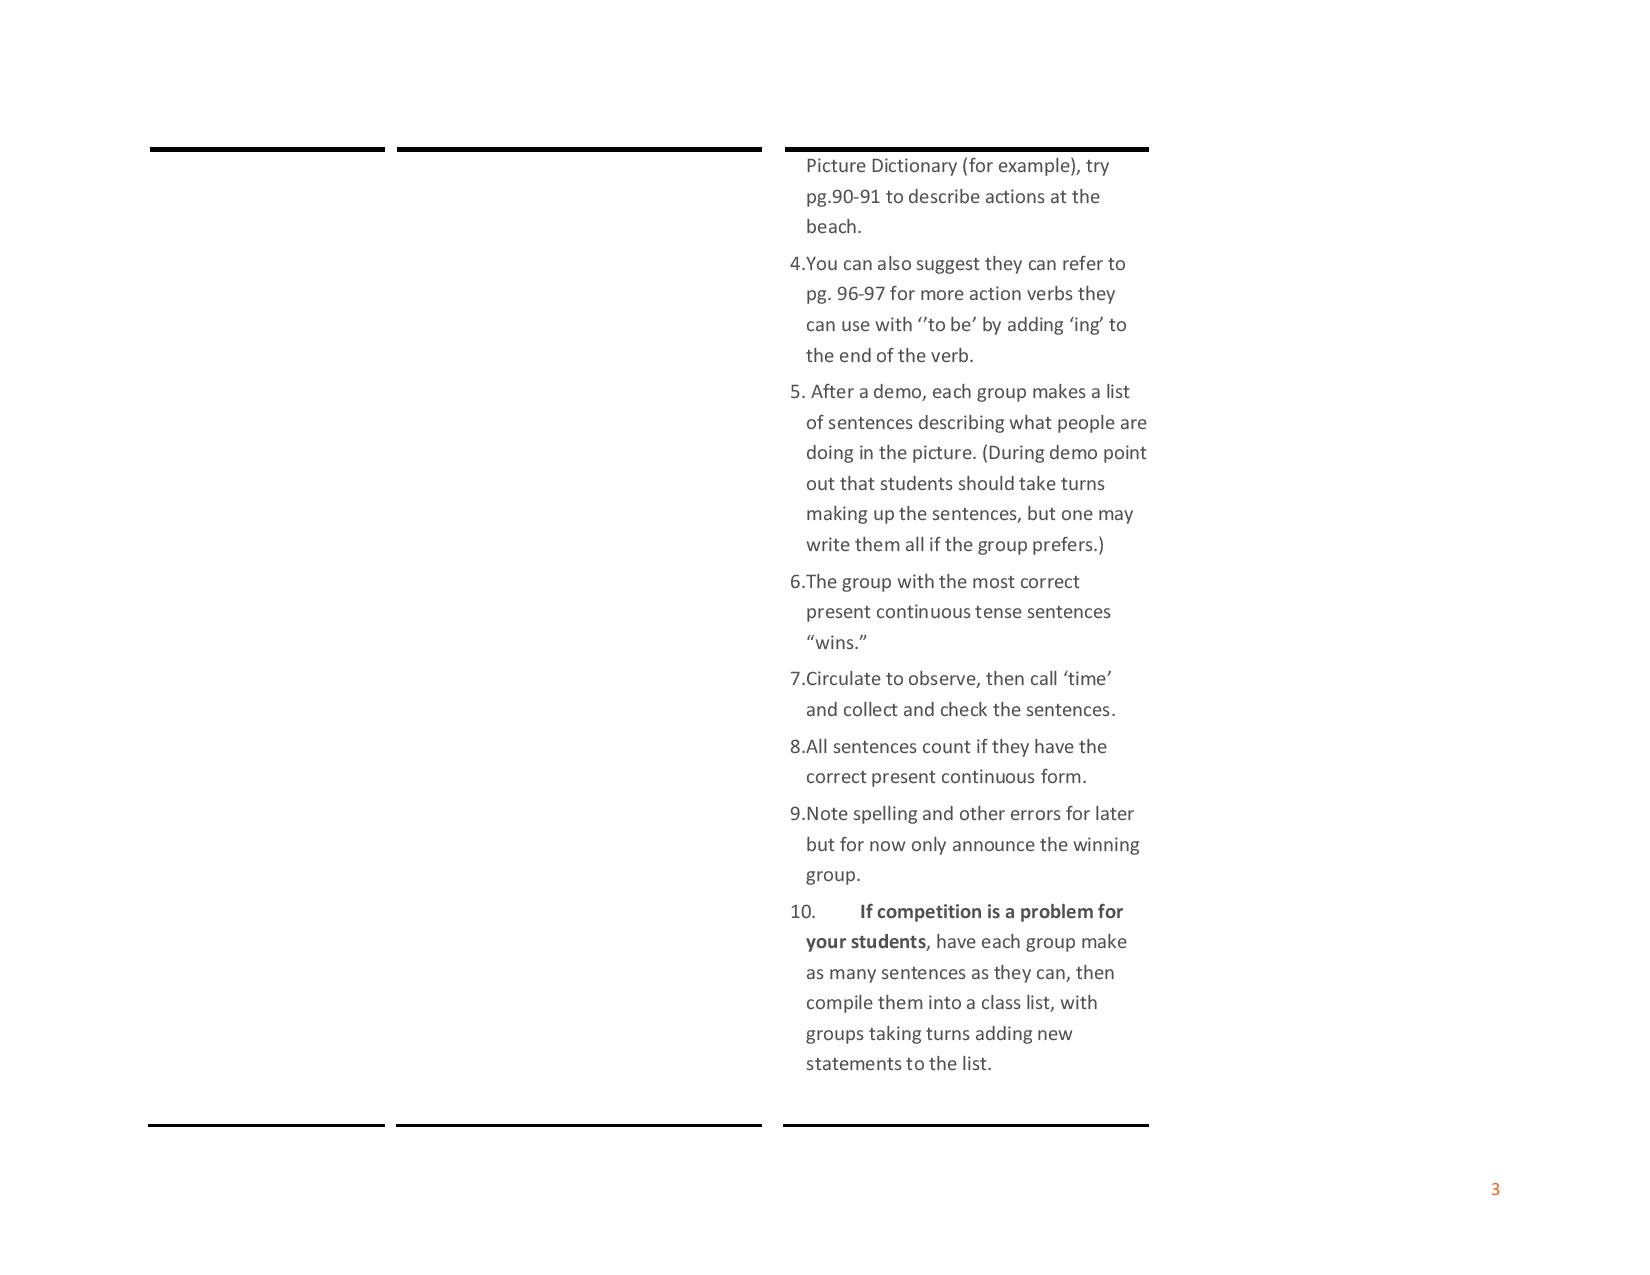 Picture Dictionary (for example), try
pg.90-91 to describe actions at the
beach.
4.You can also suggest they can refer to
pg. 96-97 for more action verbs they
can use with ‘’to be’ by adding ‘ing’ to
the end of the verb.
5. After a demo, each group makes a list
of sentences describing what people are
doing in the picture. (During demo point
out that students should take turns
making up the sentences, but one may
write them all if the group prefers.)
6.The group with the most correct
present continuous tense sentences
“wins.”
7.Circulate to observe, then call ‘time’
and collect and check the sentences.
8.All sentences count if they have the
correct present continuous form.
9.Note spelling and other errors for later
but for now only announce the winning
group.
10. If competition is a problem for
your students, have each group make
as many sentences as they can, then
compile them into a class list, with
groups taking turns adding new
statements to the list.
3